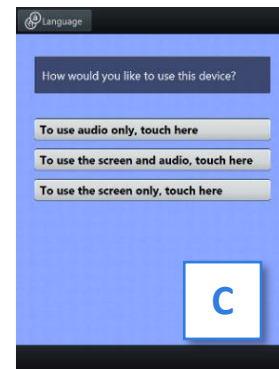 Language
How would you like to use this device?
To use audio only, touch here
To use the screen and audio, touch here
To use the screen only, touch here
C